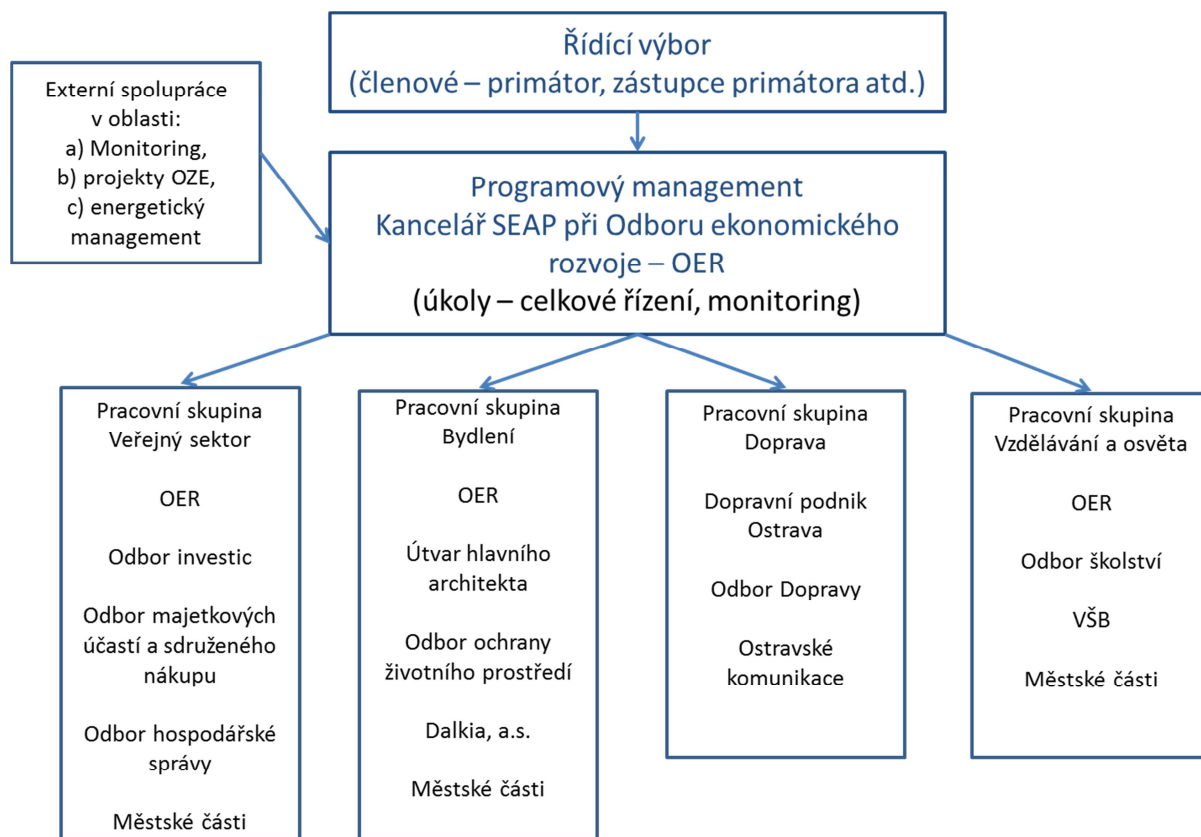 Řídící výbor
(členové – primátor, zástupce primátora atd.)
Externí spolupráce
v oblasti:
a) Monitoring,
b) projekty OZE,
c) energetický
management
Programový management
Kancelář SEAP při Odboru ekonomického
rozvoje – OER
(úkoly – celkové řízení, monitoring)
Pracovní skupina
Veřejný sektor
OER
Odbor investic
Odbor majetkových
účastí a sdruženého
nákupu
Odbor hospodářské
správy
Městské části
Pracovní skupina
Bydlení
OER
Útvar hlavního
architekta
Odbor ochrany
životního prostředí
Dalkia, a.s.
Městské části
Pracovní skupina
Doprava
Dopravní podnik
Ostrava
Odbor Dopravy
Ostravské
komunikace
Pracovní skupina
Vzdělávání a osvěta
OER
Odbor školství
VŠB
Městské části